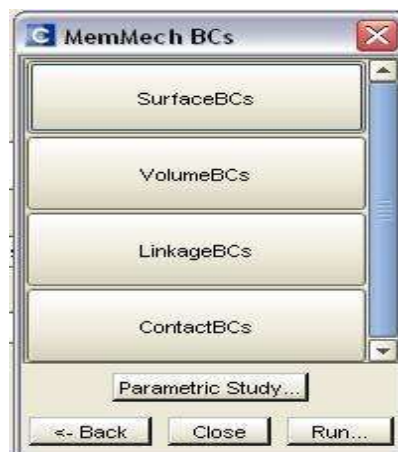 MemMech BCs
SurfaceBCs
VolumeBCs
LinkageBCs
ContactBCs
Parametric Study...
<- Back Close Run...